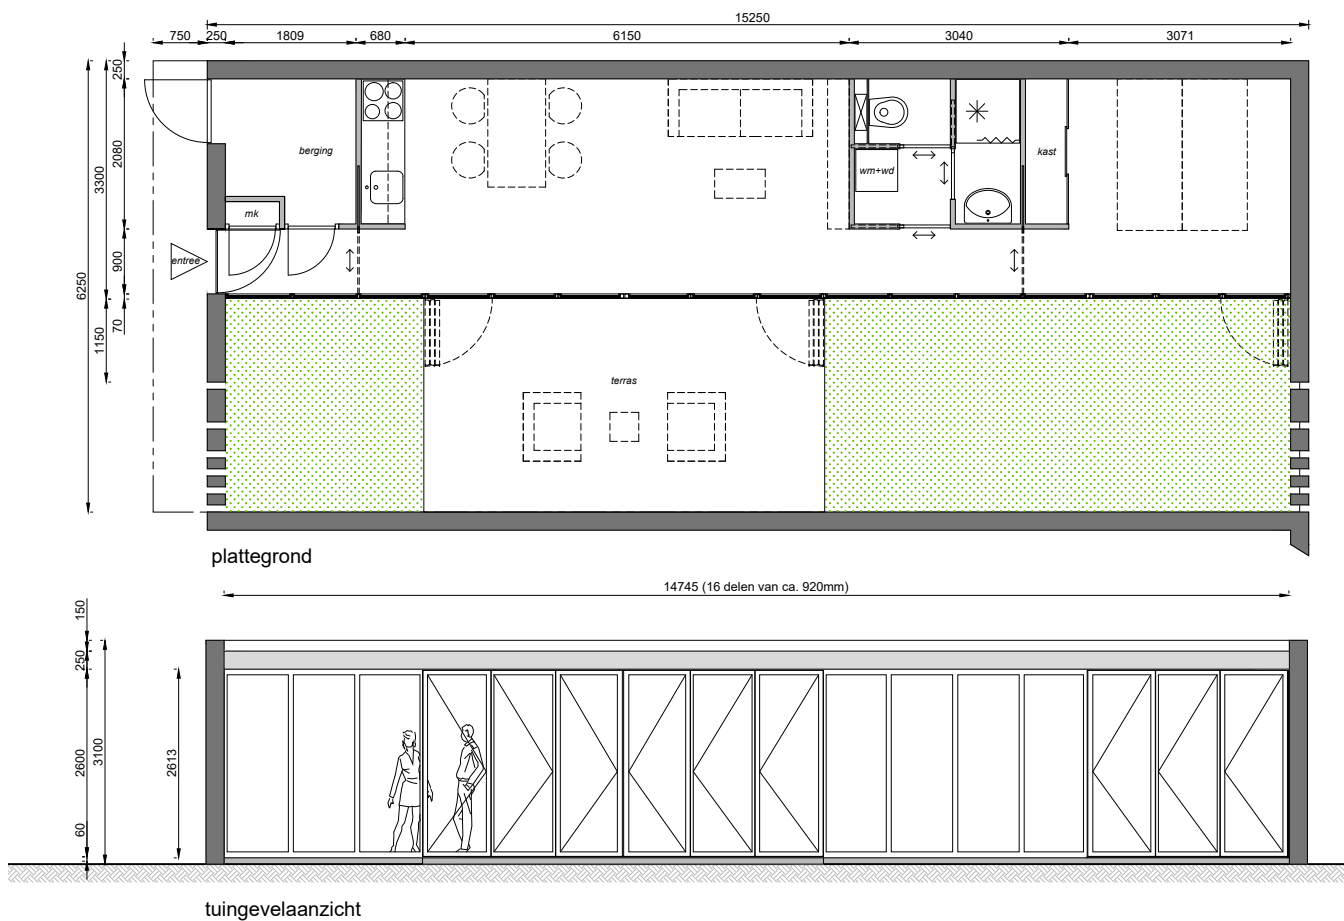 15250
750 250 1809 680 6150 3040 3071
250
2080
3300
900
6250
70
1150
berging
mk
entree
wm+wd
kast
terras
plattegrond
14745 (16 delen van ca. 920mm)
150
250
2600
3100
2613
60
tuingevelaanzicht